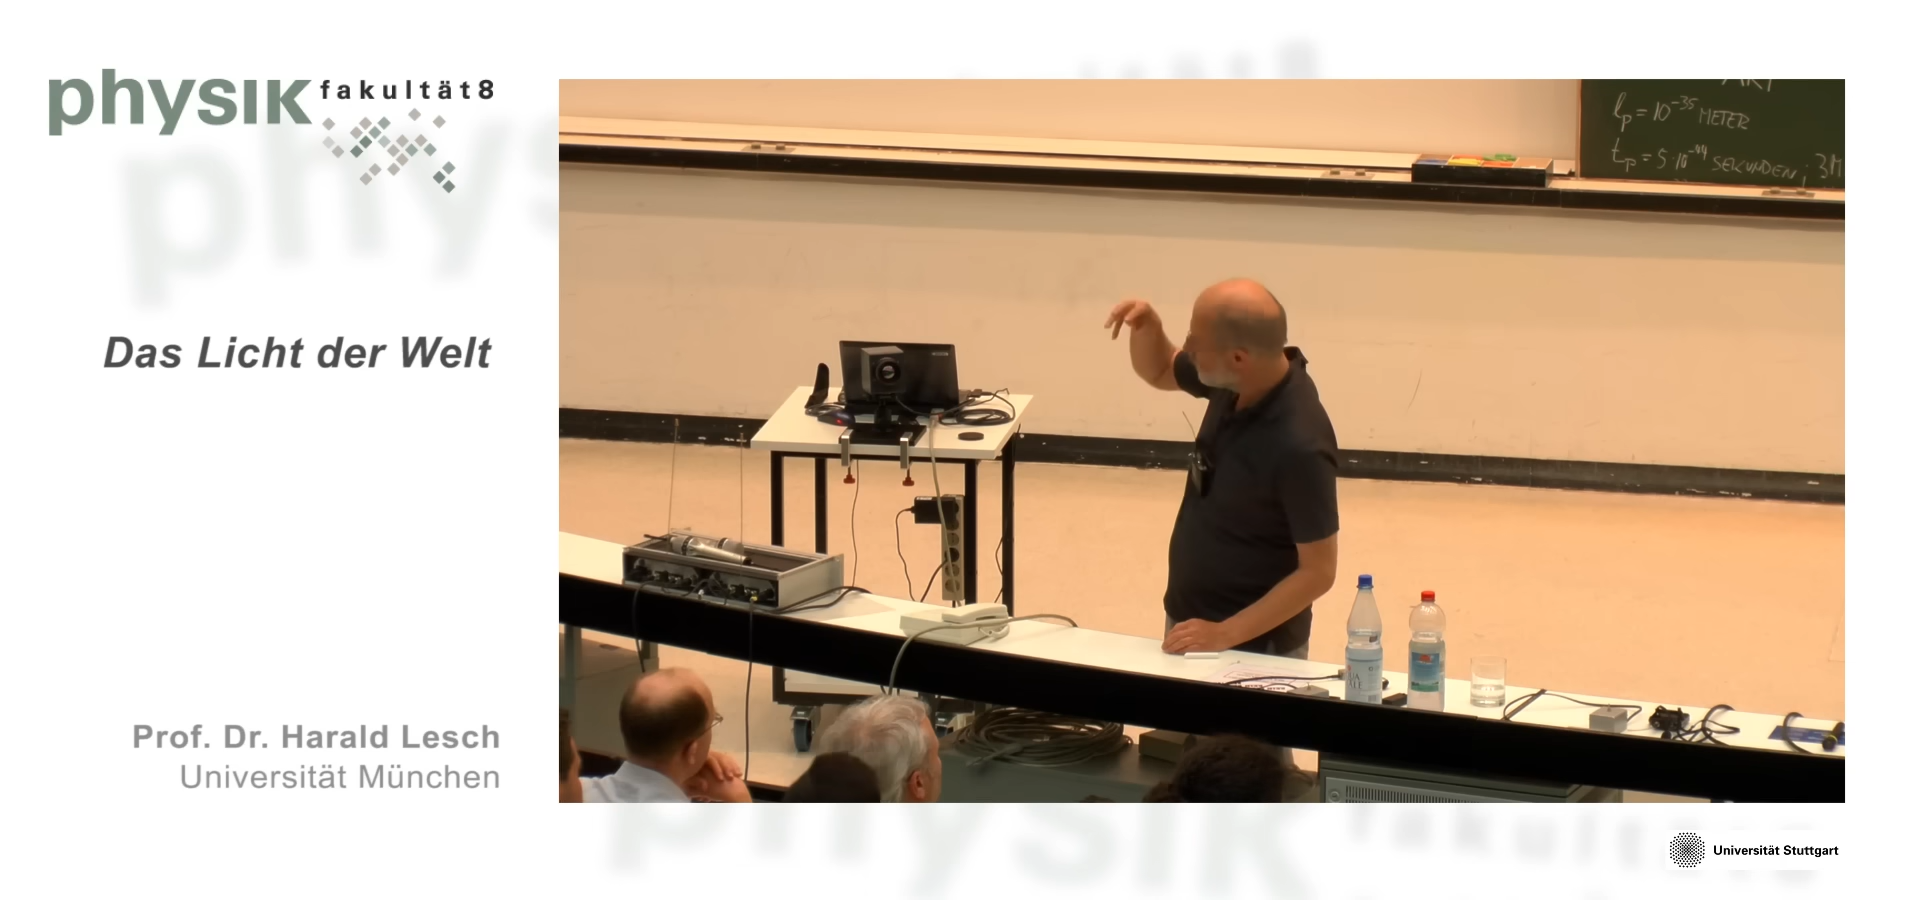 physik fakultät8
Das Licht der Welt
Prof. Dr. Harald Lesch
Universität München
ART
lp = 10⁻³⁵ METER
tp = 5·10⁻⁴⁴ SEKUNDEN ;
Universität Stuttgart